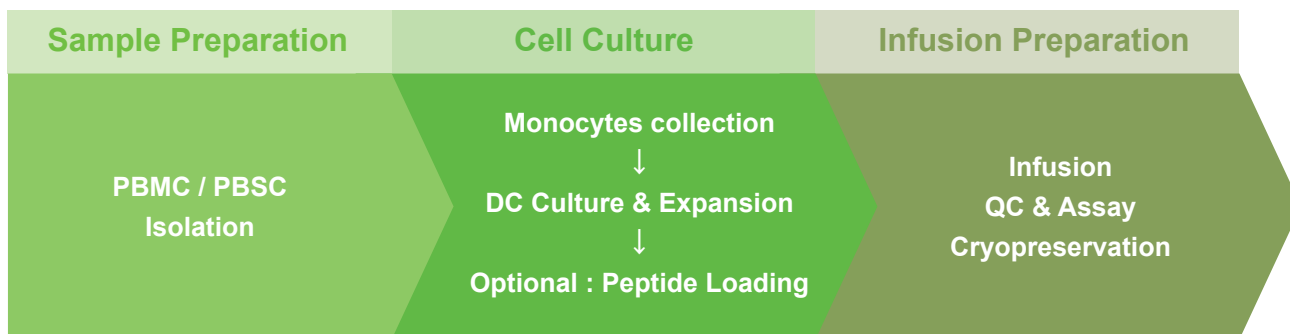 Sample Preparation
Cell Culture
Infusion Preparation
PBMC / PBSC
Isolation
Monocytes collection
↓
DC Culture & Expansion
↓
Optional : Peptide Loading
Infusion
QC & Assay
Cryopreservation